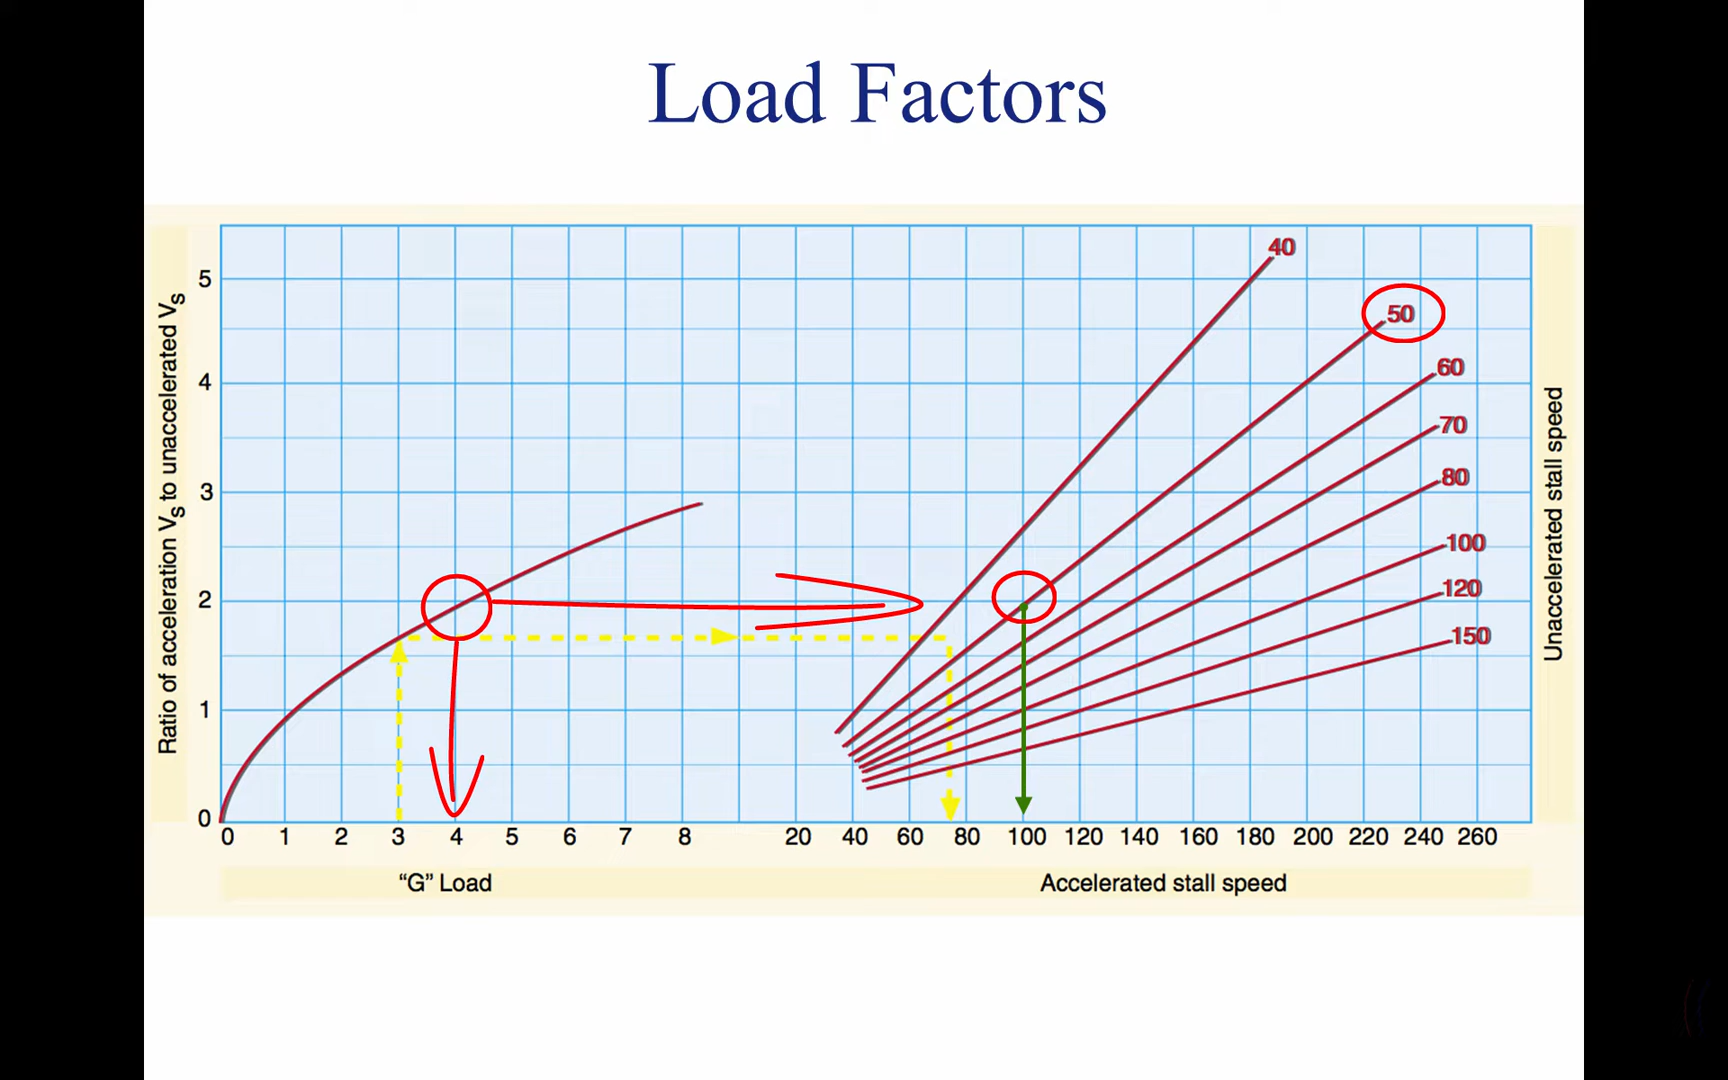 Load Factors
Ratio of acceleration VS to unaccelerated VS
5
4
3
2
1
0
0 1 2 3 4 5 6 7 8 20 40 60 80 100 120 140 160 180 200 220 240 260
"G" Load
Accelerated stall speed
40
50
60
70
80
100
120
150
Unaccelerated stall speed